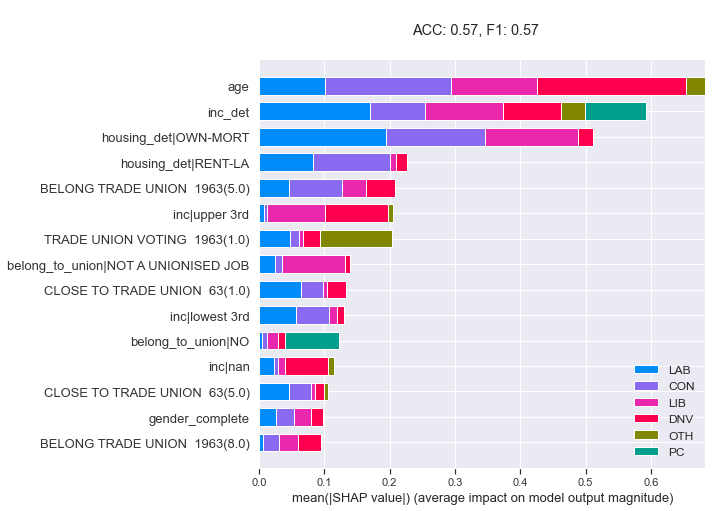 ACC: 0.57, F1: 0.57
age
inc_det
housing_det|OWN-MORT
housing_det|RENT-LA
BELONG TRADE UNION  1963(5.0)
inc|upper 3rd
TRADE UNION VOTING  1963(1.0)
belong_to_union|NOT A UNIONISED JOB
CLOSE TO TRADE UNION  63(1.0)
inc|lowest 3rd
belong_to_union|NO
inc|nan
CLOSE TO TRADE UNION  63(5.0)
gender_complete
BELONG TRADE UNION  1963(8.0)
LAB
CON
LIB
DNV
OTH
PC
0.0 0.1 0.2 0.3 0.4 0.5 0.6
mean(|SHAP value|) (average impact on model output magnitude)